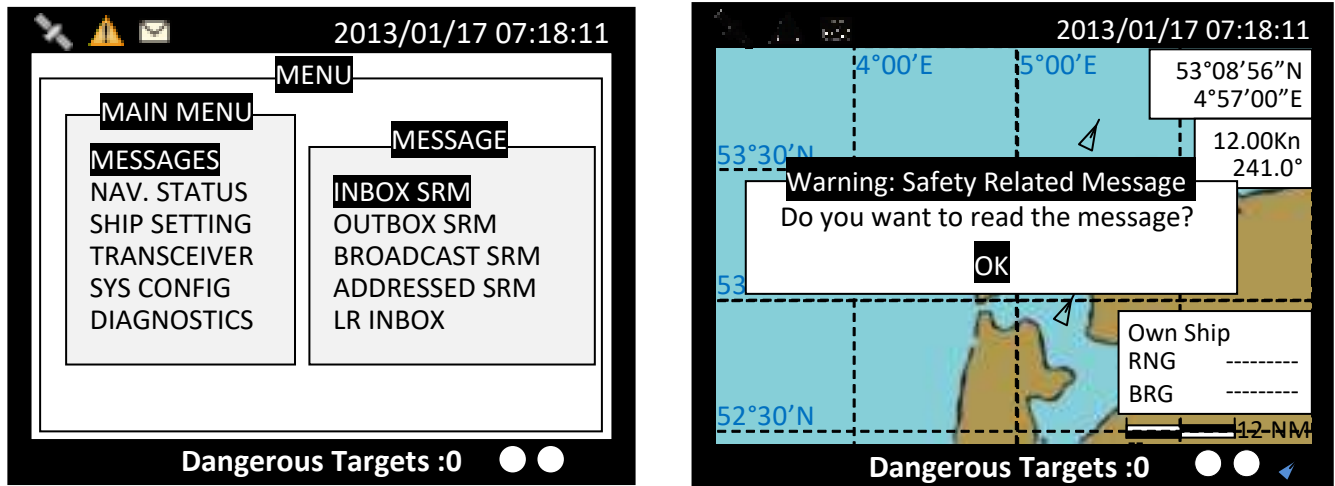 2013/01/17 07:18:11
MENU
MAIN MENU
MESSAGES
NAV. STATUS
SHIP SETTING
TRANSCEIVER
SYS CONFIG
DIAGNOSTICS
MESSAGE
INBOX SRM
OUTBOX SRM
BROADCAST SRM
ADDRESSED SRM
LR INBOX
Dangerous Targets :0
2013/01/17 07:18:11
4°00’E
5°00’E
53°08’56”N
4°57’00”E
12.00Kn
241.0°
53°30’N
Warning: Safety Related Message
Do you want to read the message?
OK
53
Own Ship
RNG ---------
BRG ---------
52°30’N
12 NM
Dangerous Targets :0